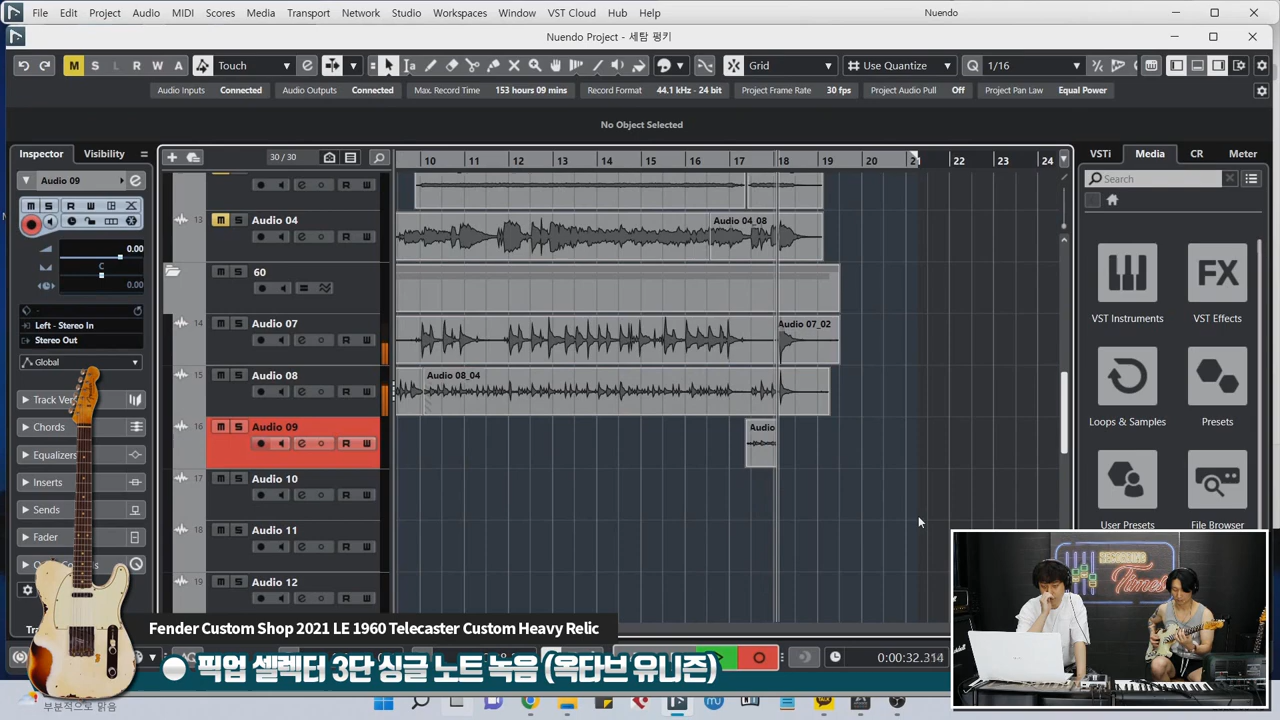 File Edit Project Audio MIDI Scores Media Transport Network Studio Workspaces Window VST Cloud Hub Help Nuendo
Nuendo Project - 세탐 펑키
M S L R W A Touch Grid Use Quantize Q 1/16
Audio Inputs Connected Audio Outputs Connected Max. Record Time 153 hours 09 mins Record Format 44.1 kHz - 24 bit Project Frame Rate 30 fps Project Audio Pull Off Project Pan Law Equal Power
No Object Selected
Inspector Visibility 30 / 30 10 11 12 13 14 15 16 17 18 19 20 21 22 23 24 VSTi Media CR Meter
Audio 09 Search
M S R W
13 Audio 04 M S Audio 04_08
R W
0.00
C
0.00
60 M S
VST Instruments VST Effects
Left - Stereo In
Stereo Out
14 Audio 07 M S Audio 07_02
R W
Global
15 Audio 08 M S Audio 08_04
R W
Loops & Samples Presets
Chords
16 Audio 09 M S Audio
R W
Equalizers
Inserts
17 Audio 10 M S
R W
Sends
User Presets File Browser
18 Audio 11 M S
R W
Fader
19 Audio 12 M S
R W
Times
Fender Custom Shop 2021 LE 1960 Telecaster Custom Heavy Relic
픽업 셀렉터 3단 싱글 노트 녹음 (옥타브 유니즌)
0:00:32.314
부분적으로 맑음